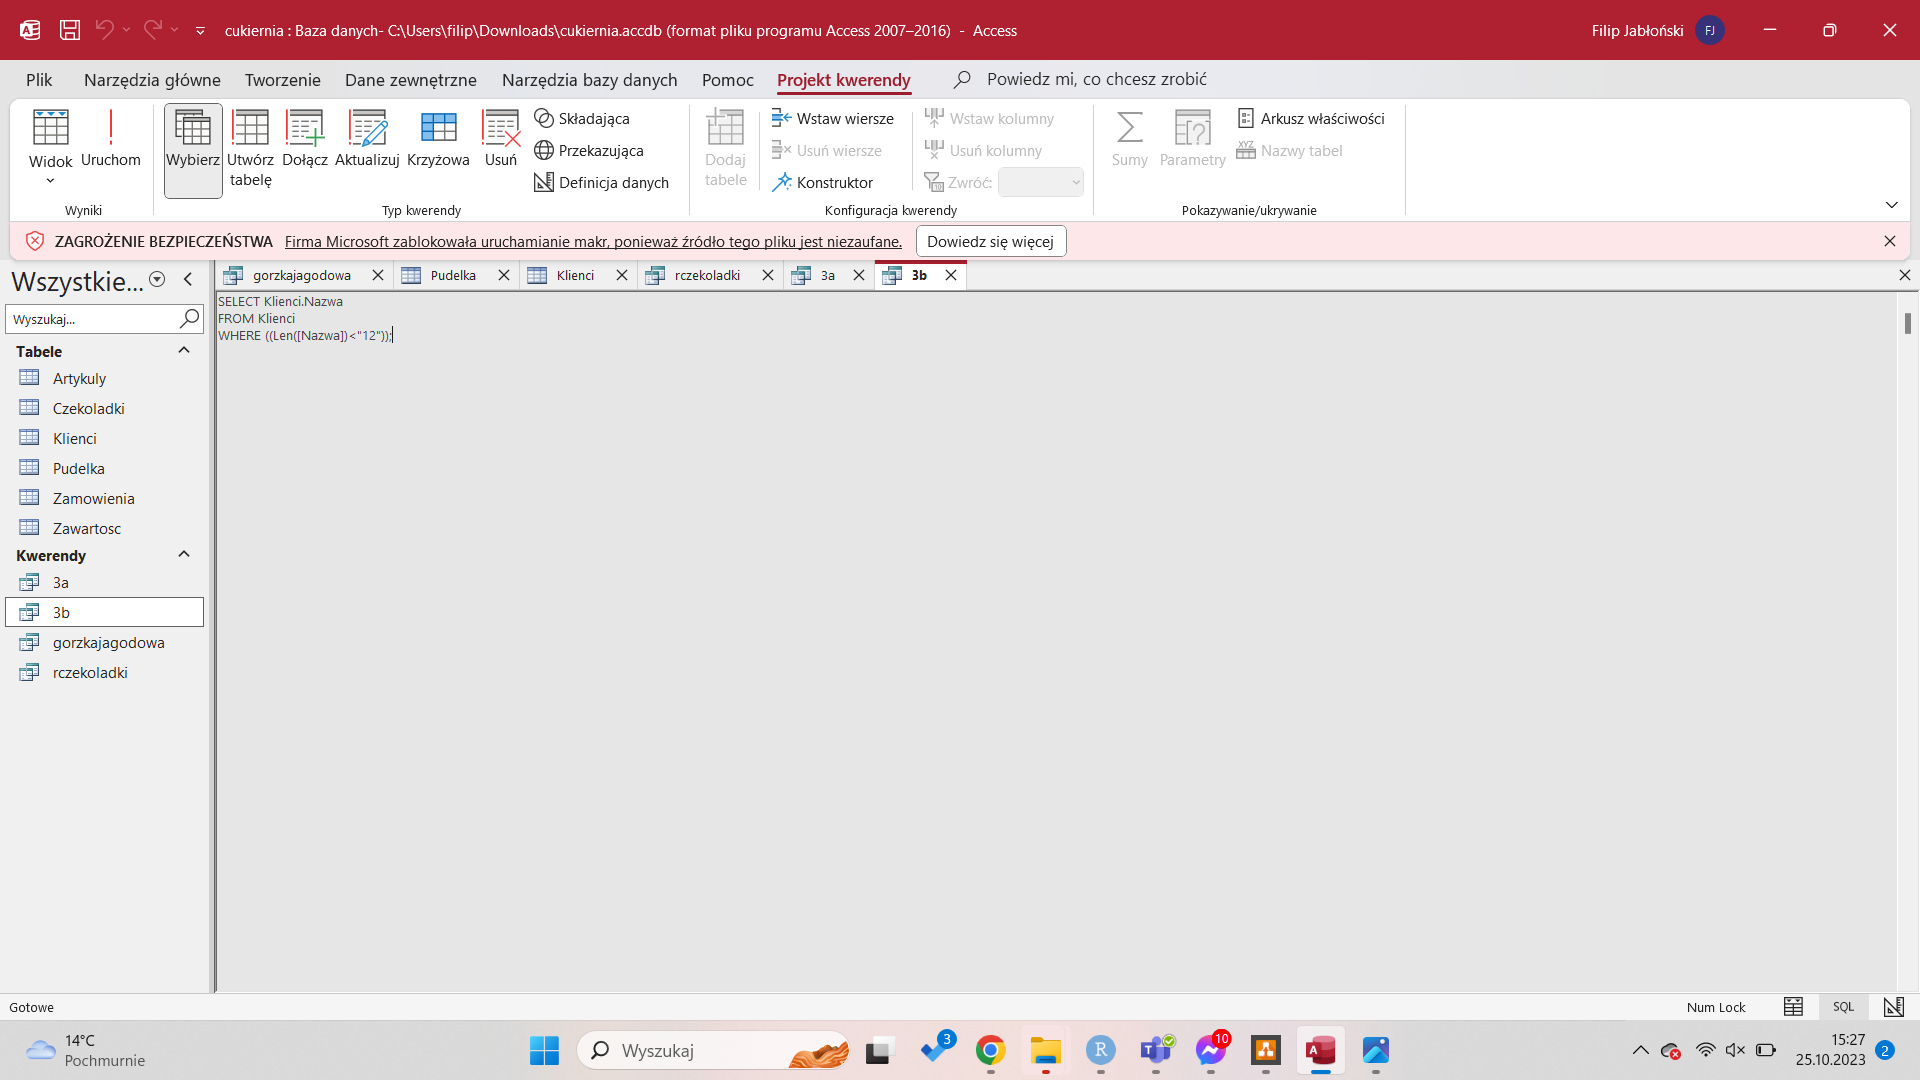 cukiernia : Baza danych- C:\Users\filip\Downloads\cukiernia.accdb (format pliku programu Access 2007–2016) - Access
Filip Jabłoński
FJ
Plik
Narzędzia główne
Tworzenie
Dane zewnętrzne
Narzędzia bazy danych
Pomoc
Projekt kwerendy
Powiedz mi, co chcesz zrobić
Widok
Uruchom
Wyniki
Wybierz
Utwórz
tabelę
Dołącz
Aktualizuj
Krzyżowa
Usuń
Składająca
Przekazująca
Definicja danych
Typ kwerendy
Dodaj
tabele
Wstaw wiersze
Usuń wiersze
Konstruktor
Wstaw kolumny
Usuń kolumny
Zwróć:
Konfiguracja kwerendy
Sumy
Parametry
Arkusz właściwości
Nazwy tabel
Pokazywanie/ukrywanie
ZAGROŻENIE BEZPIECZEŃSTWA
Firma Microsoft zablokowała uruchamianie makr, ponieważ źródło tego pliku jest niezaufane.
Dowiedz się więcej
Wszystkie...
Wyszukaj...
Tabele
Artykuly
Czekoladki
Klienci
Pudelka
Zamowienia
Zawartosc
Kwerendy
3a
3b
gorzkajagodowa
rczekoladki
gorzkajagodowa
Pudelka
Klienci
rczekoladki
3a
3b
SELECT Klienci.Nazwa
FROM Klienci
WHERE ((Len([Nazwa])<"12"));
Gotowe
Num Lock
SQL
14°C
Pochmurnie
Wyszukaj
3
10
15:27
25.10.2023
2